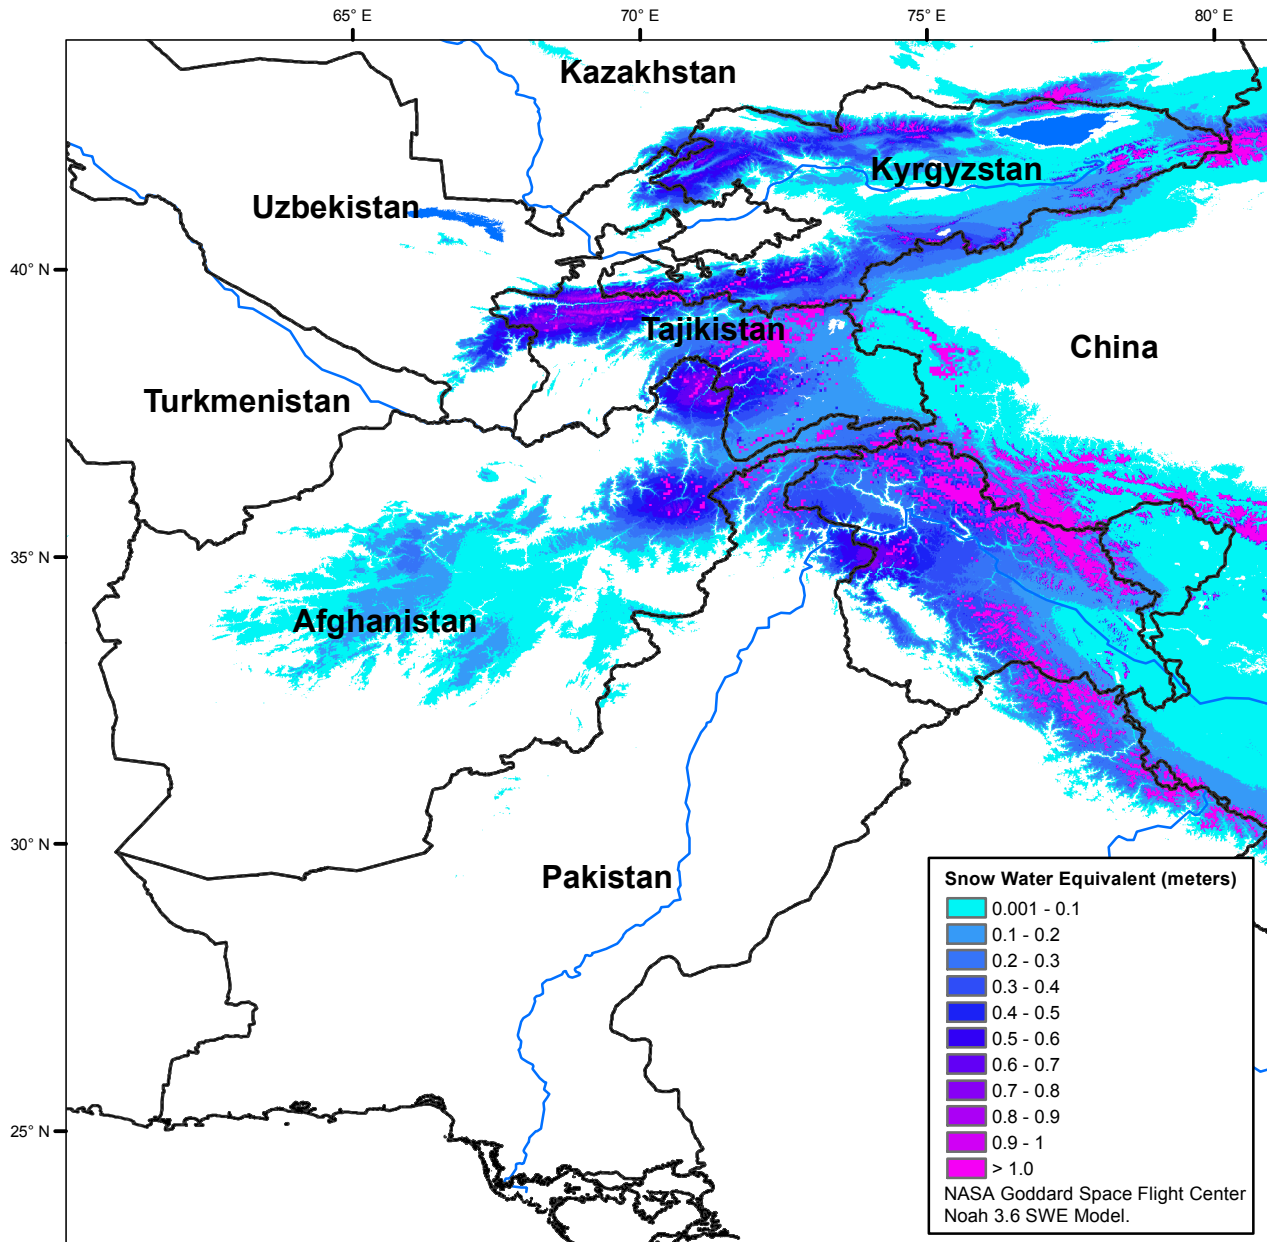 65° E
70° E
75° E
80° E
Kazakhstan
Kyrgyzstan
Uzbekistan
40° N
Tajikistan
China
Turkmenistan
35° N
Afghanistan
30° N
Pakistan
25° N
Snow Water Equivalent (meters)
0.001 - 0.1
0.1 - 0.2
0.2 - 0.3
0.3 - 0.4
0.4 - 0.5
0.5 - 0.6
0.6 - 0.7
0.7 - 0.8
0.8 - 0.9
0.9 - 1
> 1.0
NASA Goddard Space Flight Center
Noah 3.6 SWE Model.